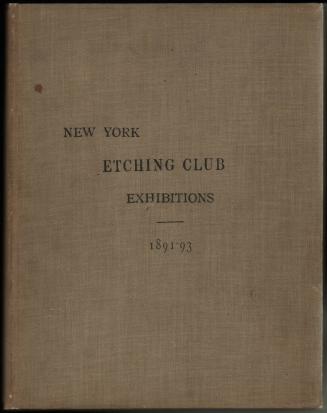 NEW YORK
ETCHING CLUB
EXHIBITIONS
1891-93